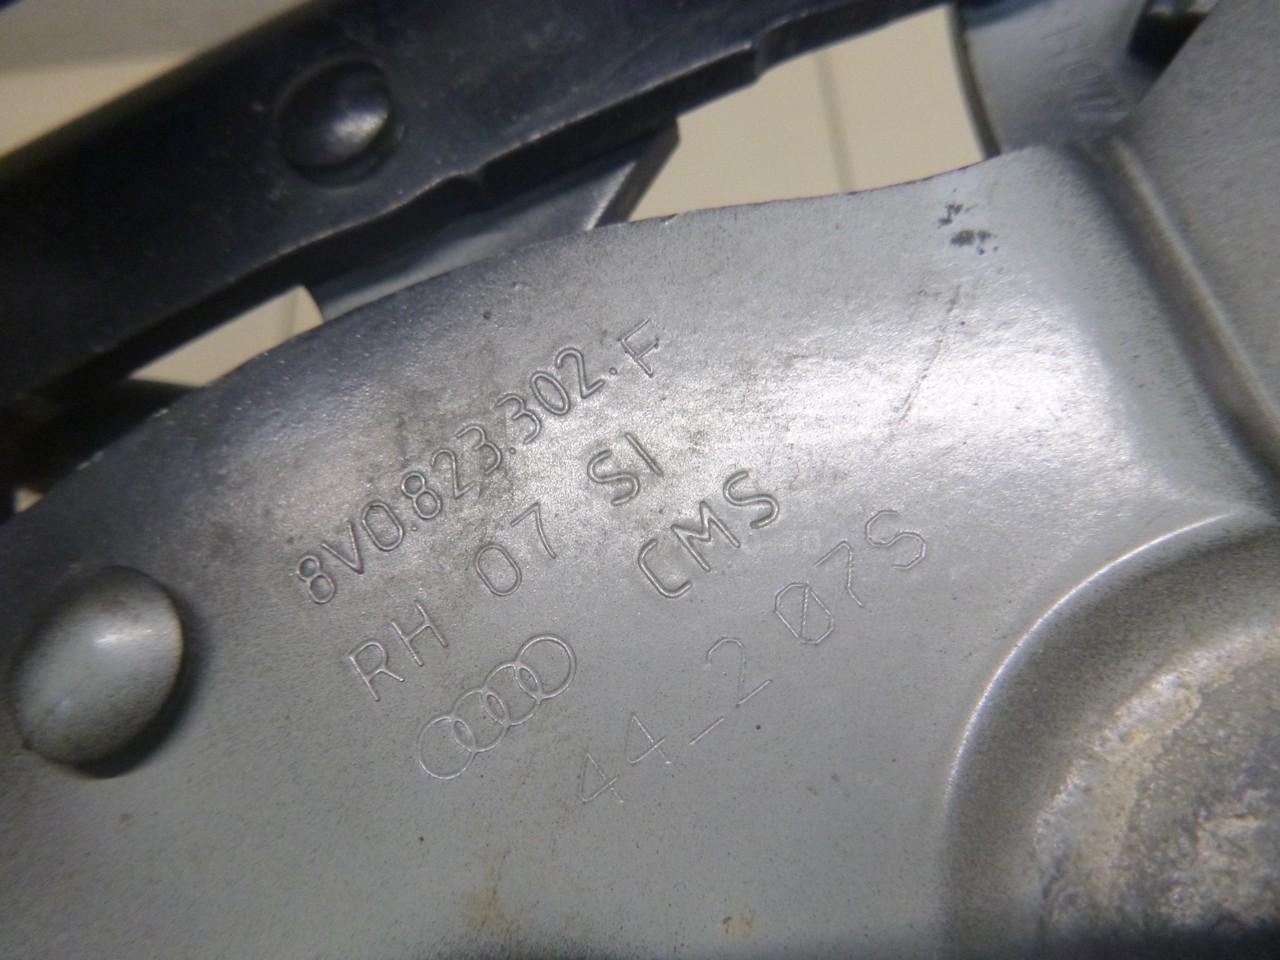 8V0.823.302.F
RH 07 SI
CMS
44_2 07S